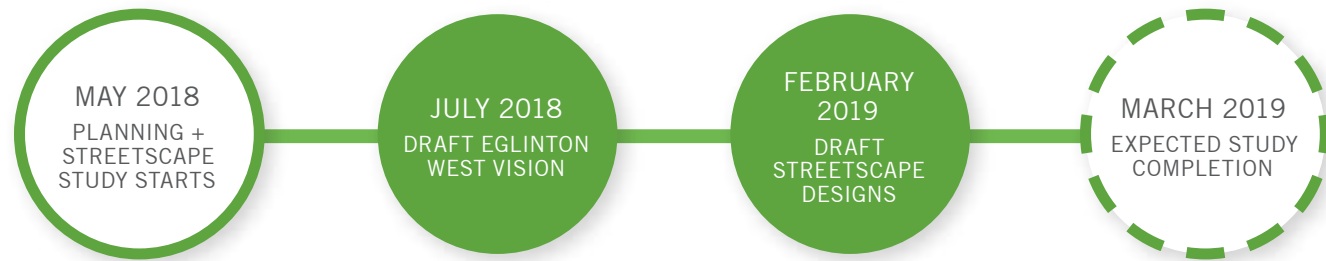 MAY 2018
PLANNING +
STREETSCAPE
STUDY STARTS
JULY 2018
DRAFT EGLINTON
WEST VISION
FEBRUARY
2019
DRAFT
STREETSCAPE
DESIGNS
MARCH 2019
EXPECTED STUDY
COMPLETION